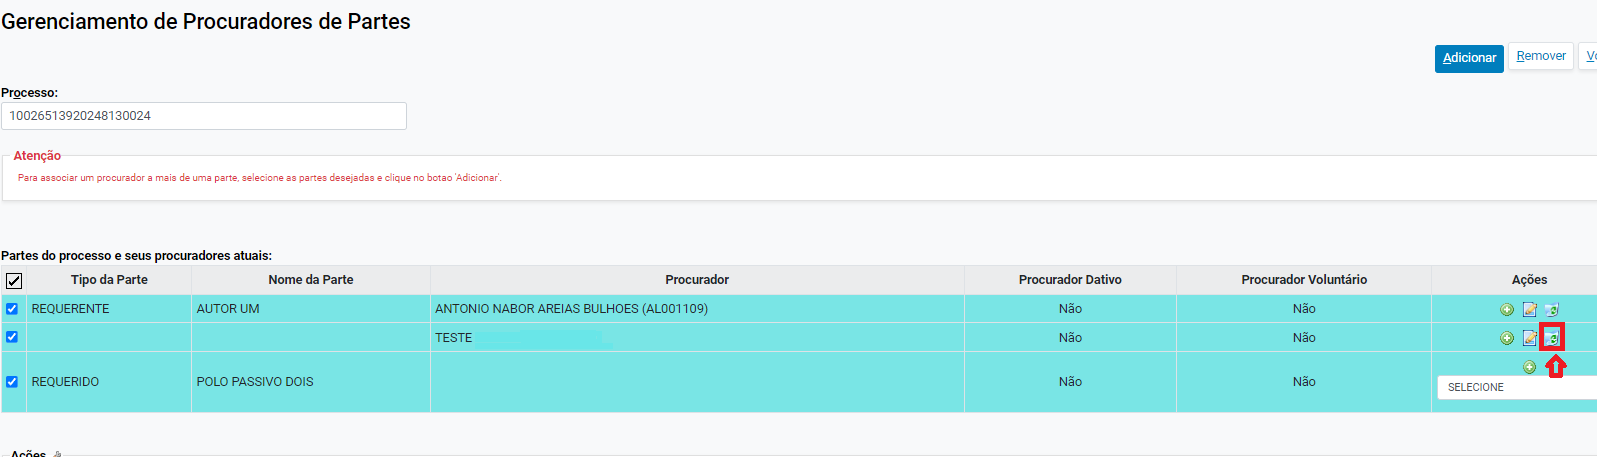 Gerenciamento de Procuradores de Partes
Adicionar Remover
Processo:
10026513920248130024
Atenção
Para associar um procurador a mais de uma parte, selecione as partes desejadas e clique no botao 'Adicionar'.
Partes do processo e seus procuradores atuais:
Tipo da Parte Nome da Parte Procurador Procurador Dativo Procurador Voluntário Ações
REQUERENTE AUTOR UM ANTONIO NABOR AREIAS BULHOES (AL001109) Não Não
TESTE Não Não
REQUERIDO POLO PASSIVO DOIS Não Não
SELECIONE
Ações